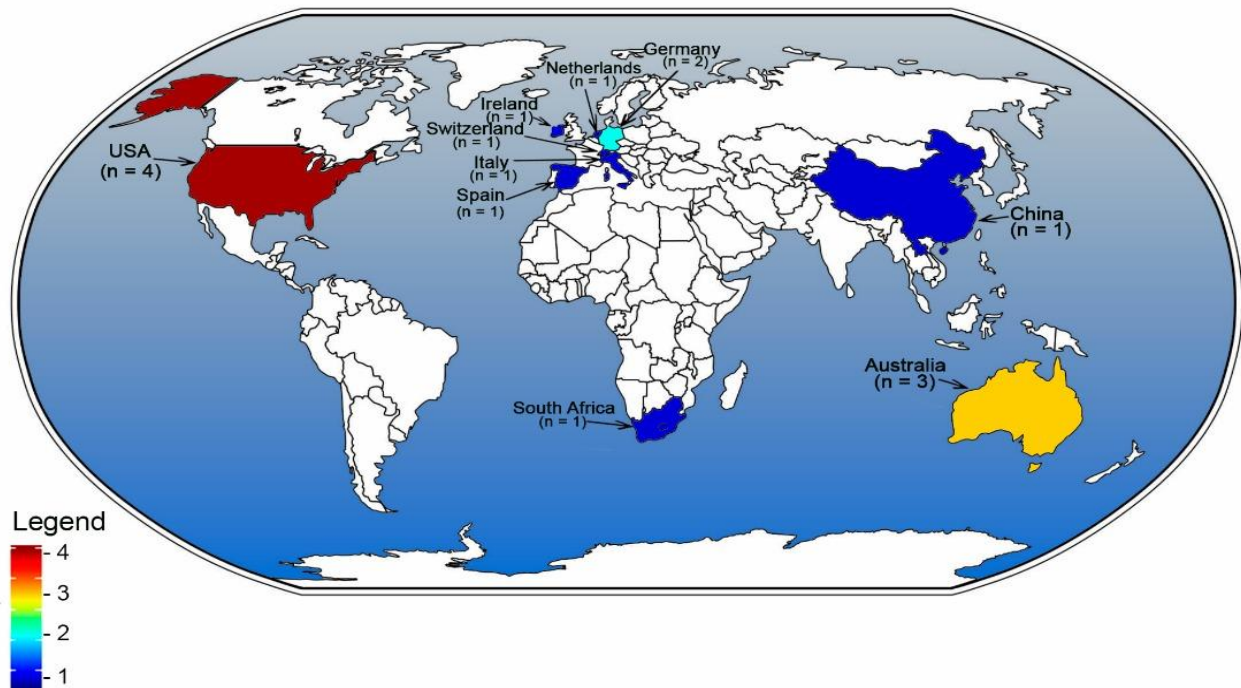 Germany
(n = 2)
Netherlands
(n = 1)
Ireland
(n = 1)
Switzerland
(n = 1)
Italy
(n = 1)
Spain
(n = 1)
USA
(n = 4)
China
(n = 1)
Australia
(n = 3)
South Africa
(n = 1)
Legend
- 4
- 3
- 2
- 1